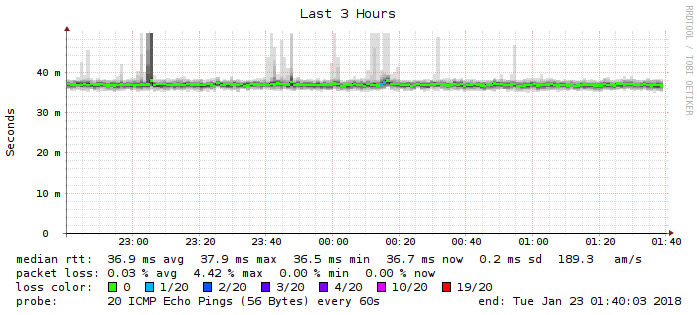 Last 3 Hours
RRDTOOL / TOBI OETIKER
Seconds
40 m
30 m
20 m
10 m
0
23:00 23:20 23:40 00:00 00:20 00:40 01:00 01:20 01:40
median rtt: 36.9 ms avg 37.9 ms max 36.5 ms min 36.7 ms now 0.2 ms sd 189.3 am/s
packet loss: 0.03 % avg 4.42 % max 0.00 % min 0.00 % now
loss color: 0 1/20 2/20 3/20 4/20 10/20 19/20
probe: 20 ICMP Echo Pings (56 Bytes) every 60s end: Tue Jan 23 01:40:03 2018